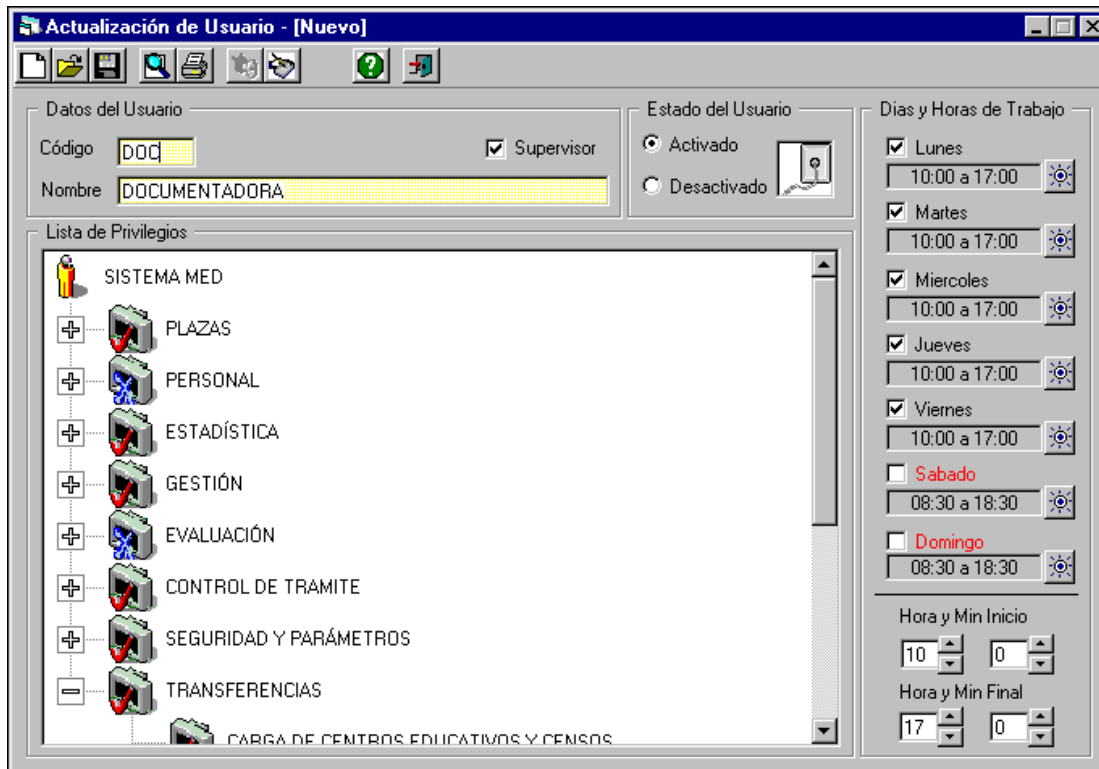 Actualización de Usuario - [Nuevo]
Datos del Usuario
Código DOC Supervisor
Nombre DOCUMENTADORA
Estado del Usuario
Activado
Desactivado
Lista de Privilegios
SISTEMA MED
PLAZAS
PERSONAL
ESTADÍSTICA
GESTIÓN
EVALUACIÓN
CONTROL DE TRAMITE
SEGURIDAD Y PARÁMETROS
TRANSFERENCIAS
CARGA DE CENTROS EDUCATIVOS Y CENSOS
Dias y Horas de Trabajo
Lunes
10:00 a 17:00
Martes
10:00 a 17:00
Miercoles
10:00 a 17:00
Jueves
10:00 a 17:00
Viernes
10:00 a 17:00
Sabado
08:30 a 18:30
Domingo
08:30 a 18:30
Hora y Min Inicio
10 0
Hora y Min Final
17 0